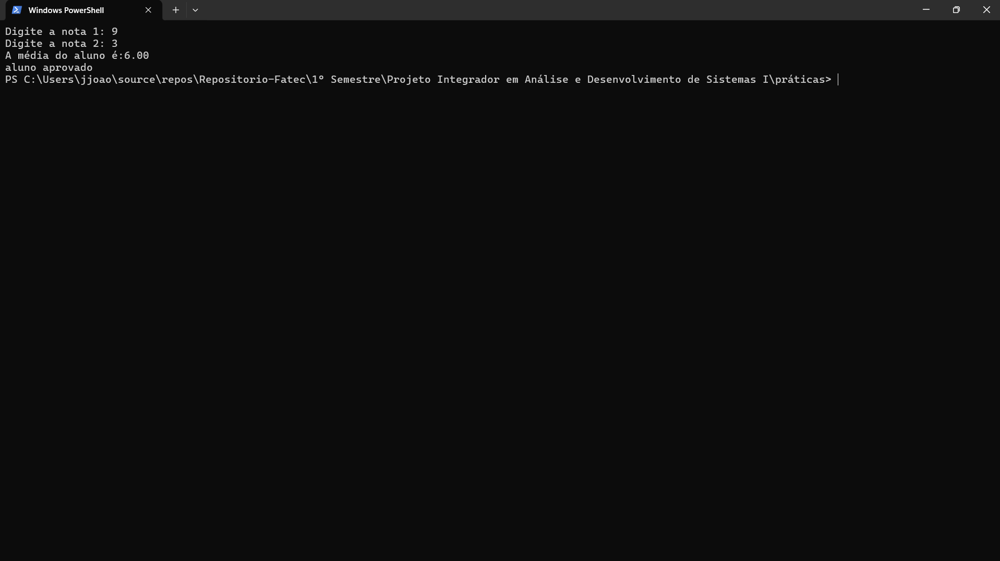 Windows PowerShell
Digite a nota 1: 9
Digite a nota 2: 3
A média do aluno é:6.00
aluno aprovado
PS C:\Users\jjoao\source\repos\Repositorio-Fatec\1º Semestre\Projeto Integrador em Análise e Desenvolvimento de Sistemas I\práticas>